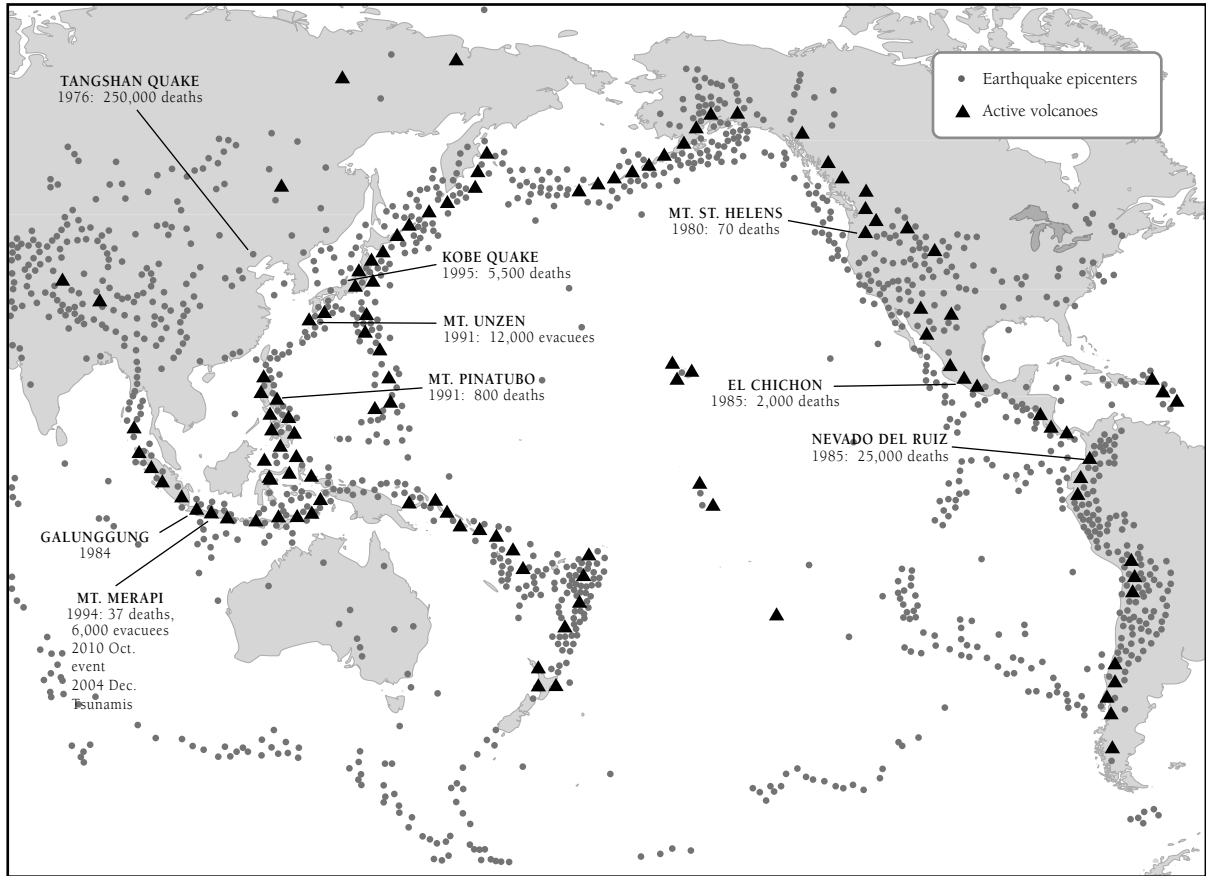 TANGSHAN QUAKE
1976: 250,000 deaths
Earthquake epicenters
Active volcanoes
MT. ST. HELENS
1980: 70 deaths
KOBE QUAKE
1995: 5,500 deaths
MT. UNZEN
1991: 12,000 evacuees
MT. PINATUBO
1991: 800 deaths
EL CHICHON
1985: 2,000 deaths
NEVADO DEL RUIZ
1985: 25,000 deaths
GALUNGGUNG
1984
MT. MERAPI
1994: 37 deaths,
6,000 evacuees
2010 Oct.
event
2004 Dec.
Tsunamis